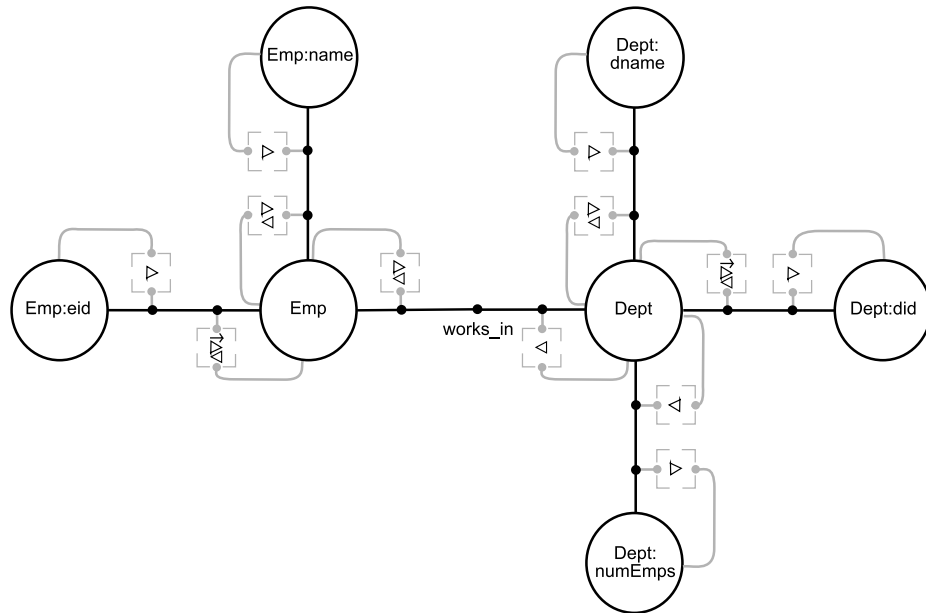 Emp:name
Dept:
dname
Emp:eid
Emp
works_in
Dept
Dept:did
Dept:
numEmps